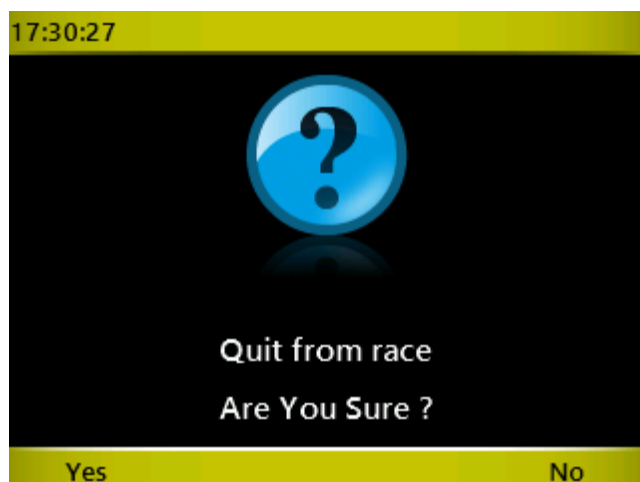 17:30:27
?
Quit from race
Are You Sure ?
Yes No